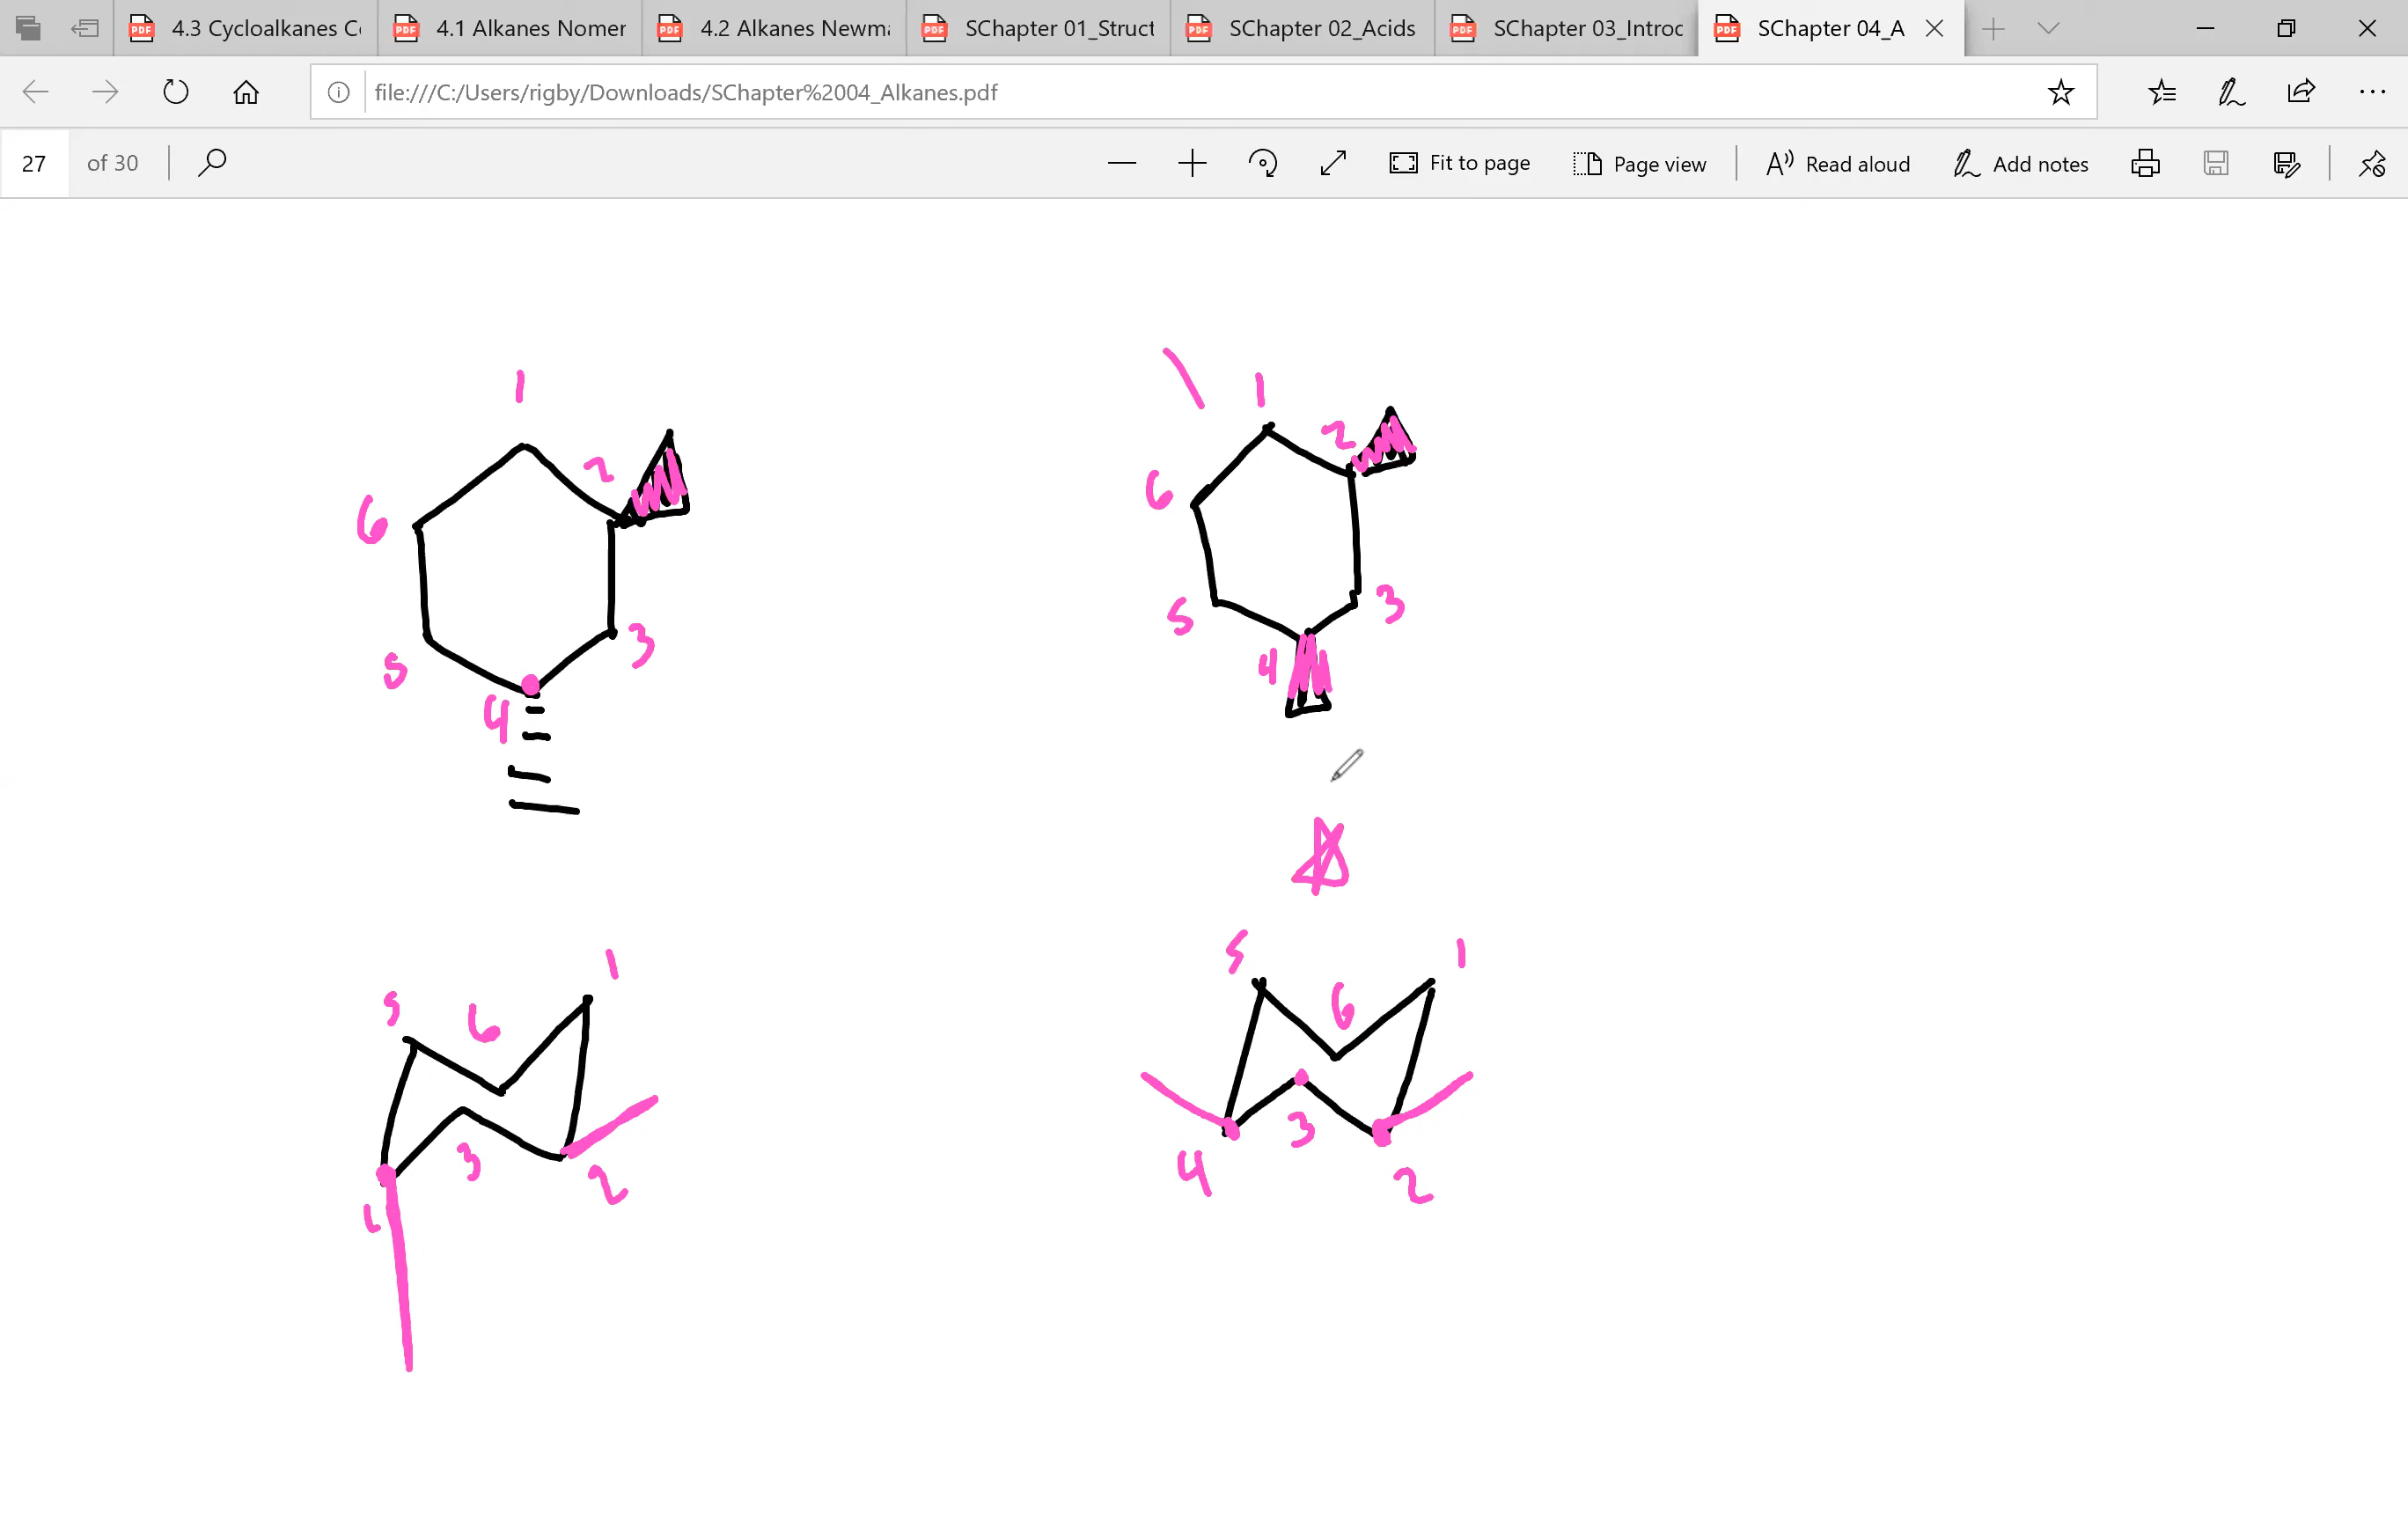 4.3 Cycloalkanes C
4.1 Alkanes Nomer
4.2 Alkanes Newm
SChapter 01_Struct
SChapter 02_Acids
SChapter 03_Introc
SChapter 04_A
file:///C:/Users/rigby/Downloads/SChapter%2004_Alkanes.pdf
27 of 30
Fit to page
Page view
Read aloud
Add notes
1
2
6
5
3
4
1
2
6
5
3
4
5
6
1
3
2
5
6
1
3
4
2